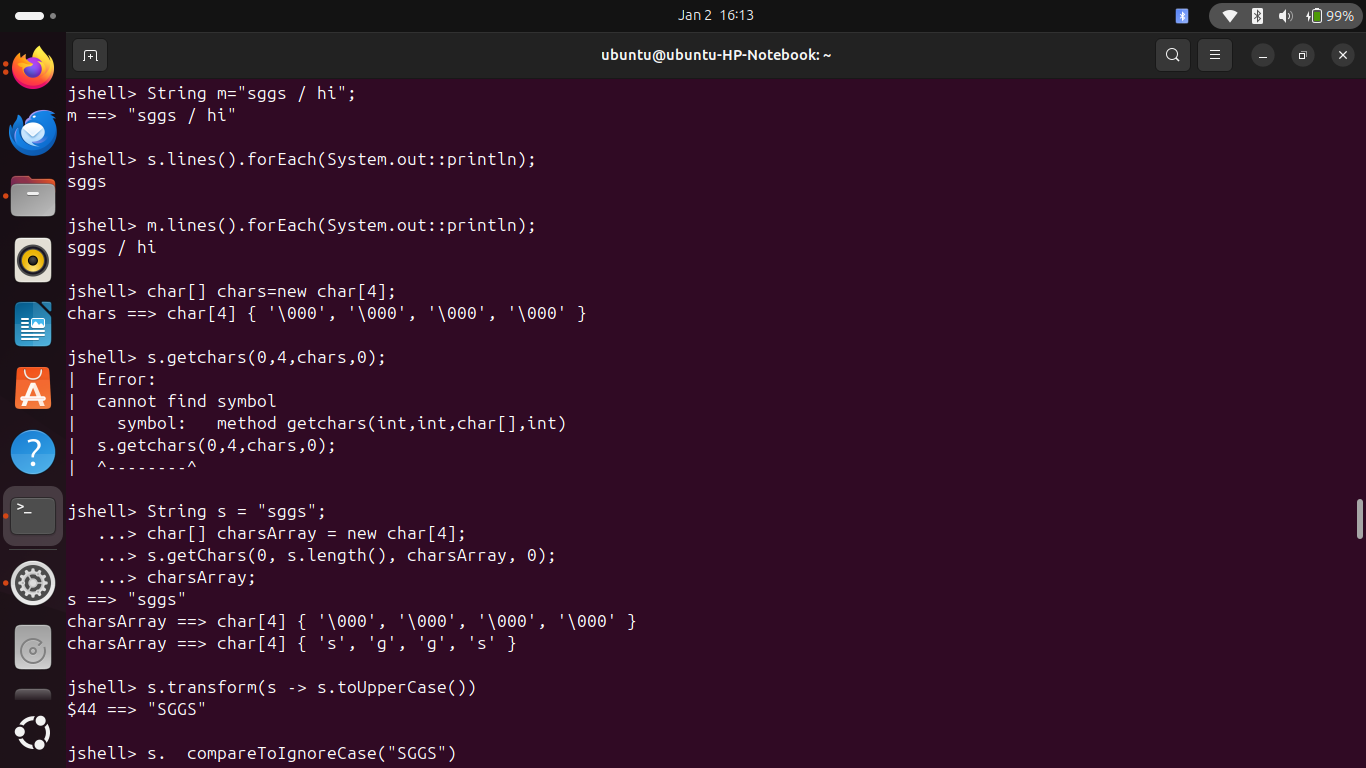 Jan 2 16:13
99%
ubuntu@ubuntu-HP-Notebook: ~
jshell> String m="sggs / hi";
m ==> "sggs / hi"
jshell> s.lines().forEach(System.out::println);
sggs
jshell> m.lines().forEach(System.out::println);
sggs / hi
jshell> char[] chars=new char[4];
chars ==> char[4] { '\000', '\000', '\000', '\000' }
jshell> s.getchars(0,4,chars,0);
|  Error:
|  cannot find symbol
|    symbol:   method getchars(int,int,char[],int)
|  s.getchars(0,4,chars,0);
|  ^--------^
jshell> String s = "sggs";
   ...> char[] charsArray = new char[4];
   ...> s.getChars(0, s.length(), charsArray, 0);
   ...> charsArray;
s ==> "sggs"
charsArray ==> char[4] { '\000', '\000', '\000', '\000' }
charsArray ==> char[4] { 's', 'g', 'g', 's' }
jshell> s.transform(s -> s.toUpperCase())
$44 ==> "SGGS"
jshell> s.  compareToIgnoreCase("SGGS")